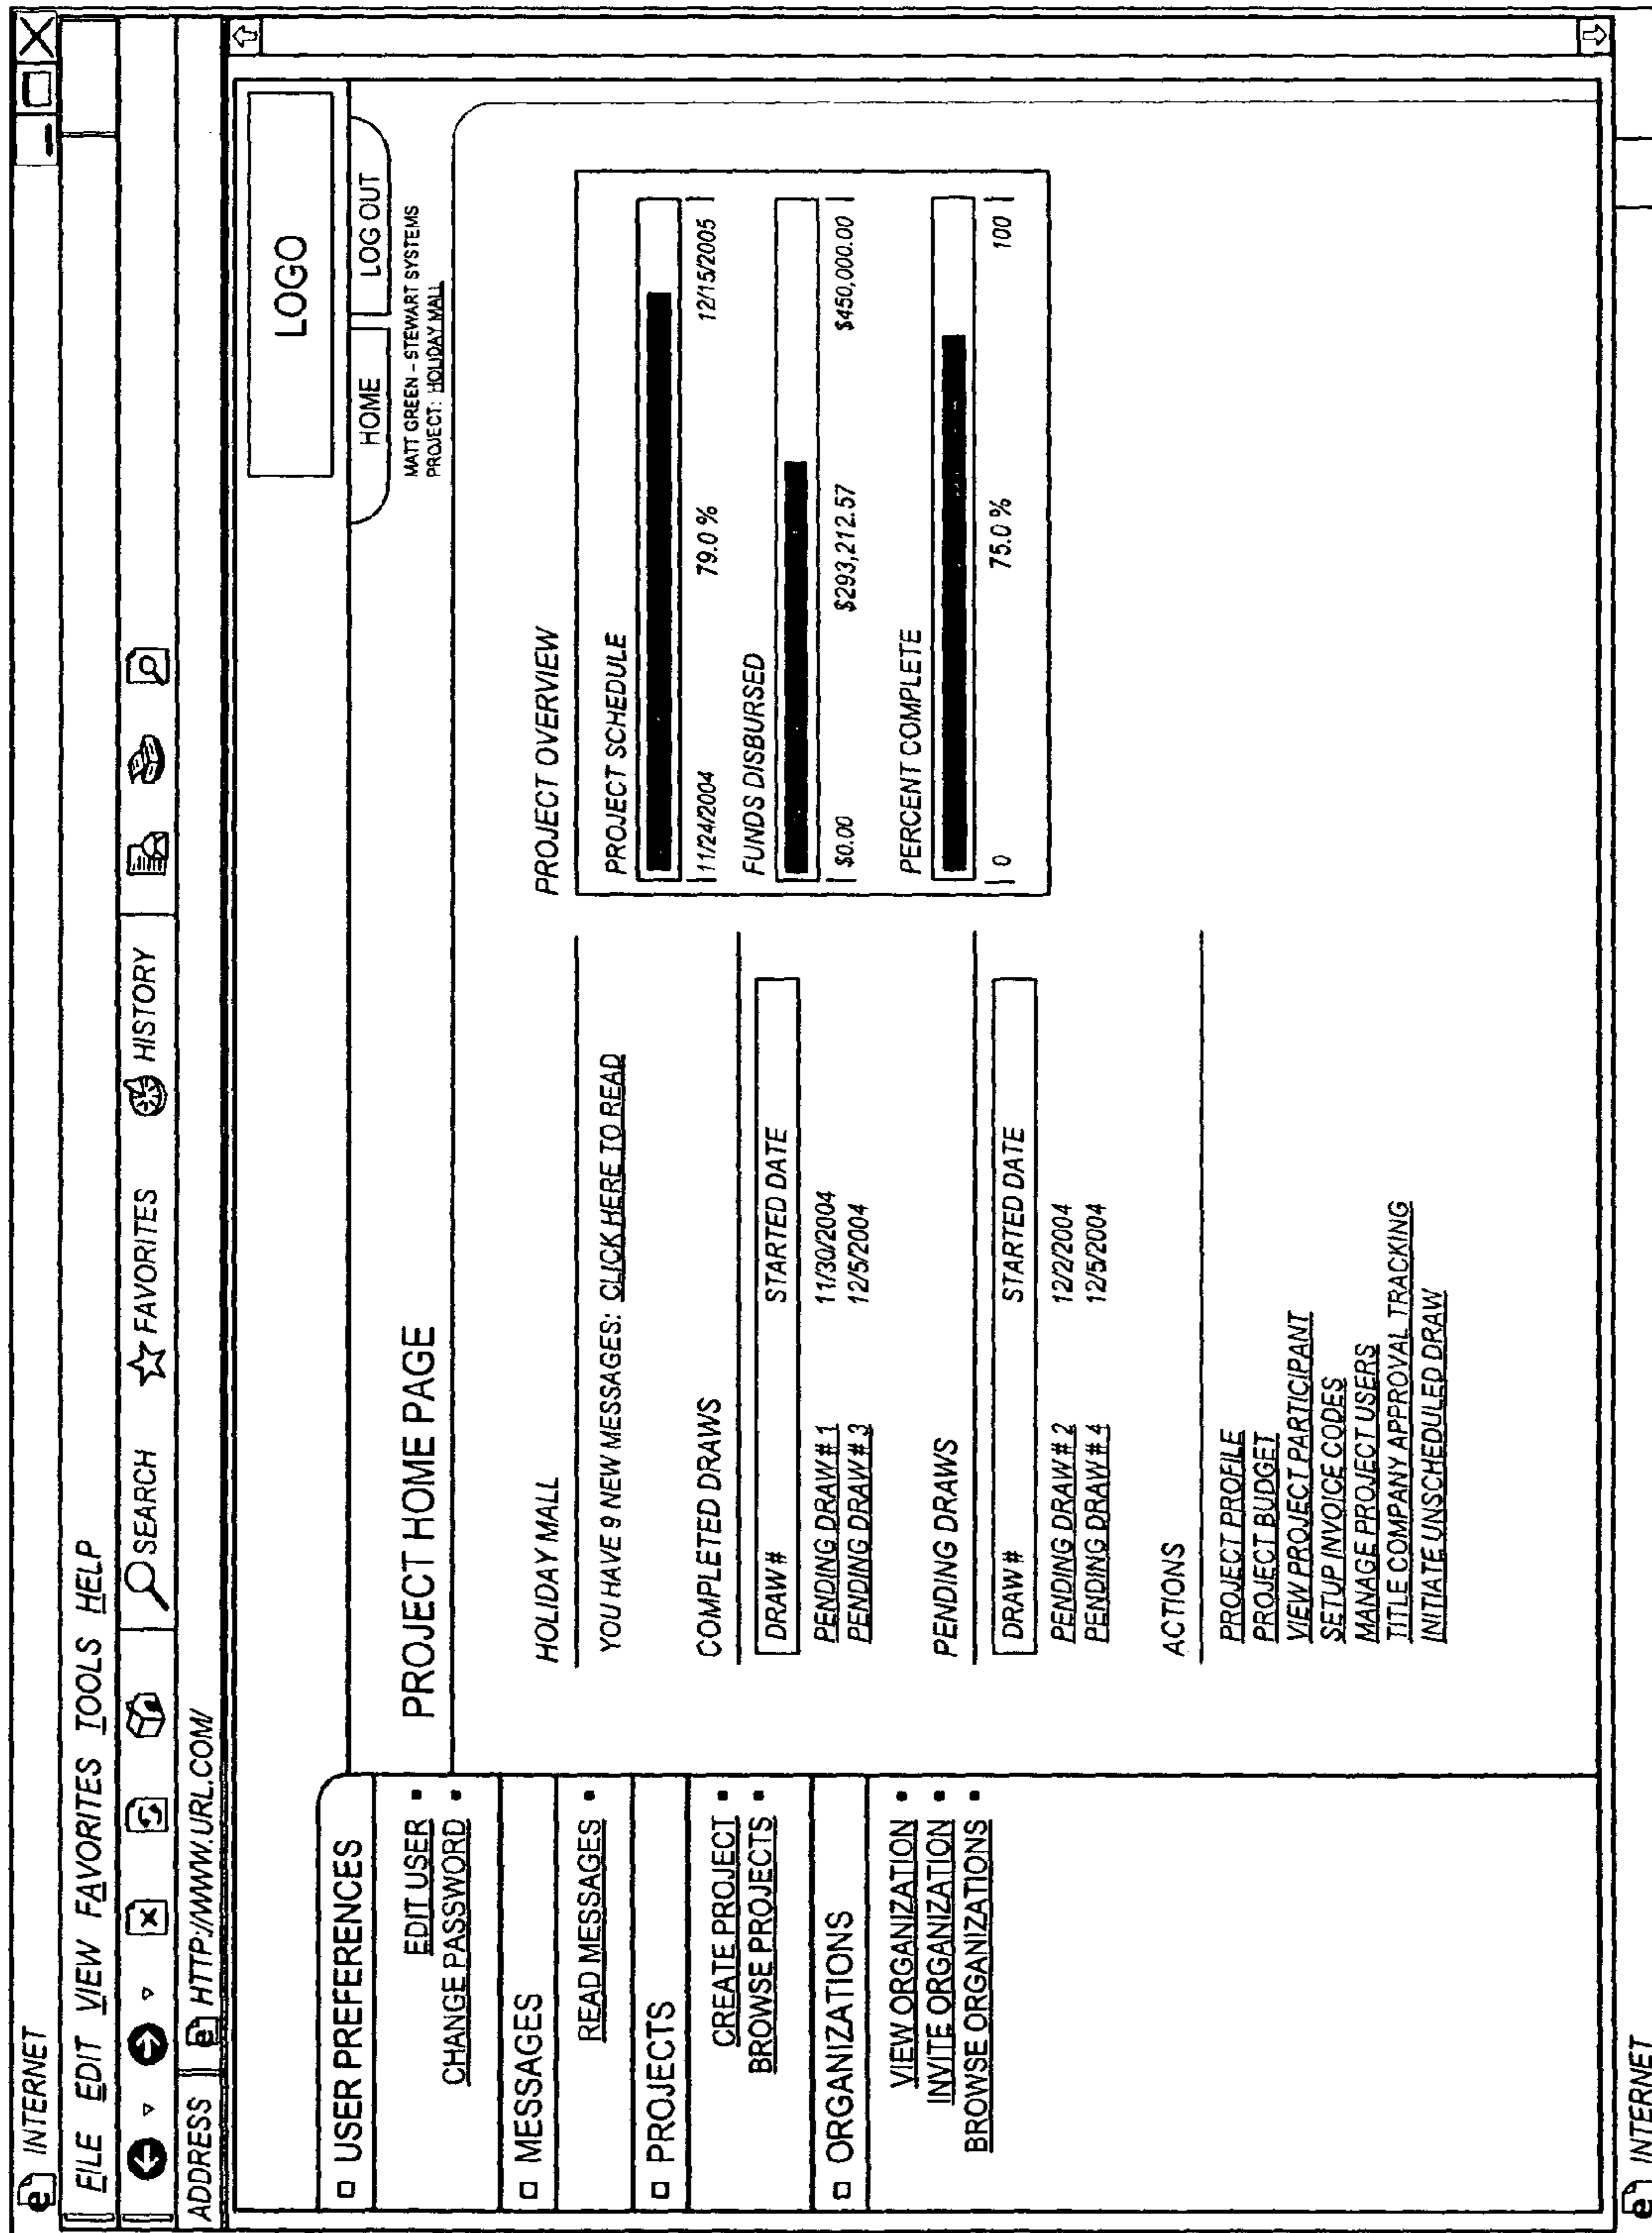 INTERNET
FILE EDIT VIEW FAVORITES TOOLS HELP
SEARCH FAVORITES HISTORY
ADDRESS HTTP://WWW.URL.COM/
LOGO
HOME LOG OUT
USER PREFERENCES
EDIT USER
CHANGE PASSWORD
MESSAGES
READ MESSAGES
PROJECTS
CREATE PROJECT
BROWSE PROJECTS
ORGANIZATIONS
VIEW ORGANIZATION
INVITE ORGANIZATION
BROWSE ORGANIZATIONS
PROJECT HOME PAGE
MATT GREEN – STEWART SYSTEMS
PROJECT: HOLIDAY MALL
HOLIDAY MALL
YOU HAVE 9 NEW MESSAGES: CLICK HERE TO READ
COMPLETED DRAWS
DRAW # STARTED DATE
PENDING DRAW # 1 11/30/2004
PENDING DRAW # 3 12/5/2004
PENDING DRAWS
DRAW # STARTED DATE
PENDING DRAW # 2 12/2/2004
PENDING DRAW # 4 12/5/2004
ACTIONS
PROJECT PROFILE
PROJECT BUDGET
VIEW PROJECT PARTICIPANT
SETUP INVOICE CODES
MANAGE PROJECT USERS
TITLE COMPANY APPROVAL TRACKING
INITIATE UNSCHEDULED DRAW
PROJECT OVERVIEW
PROJECT SCHEDULE
11/24/2004 79.0 % 12/15/2005
FUNDS DISBURSED
$0.00 $293,212.57 $450,000.00
PERCENT COMPLETE
0 75.0 % 100
INTERNET